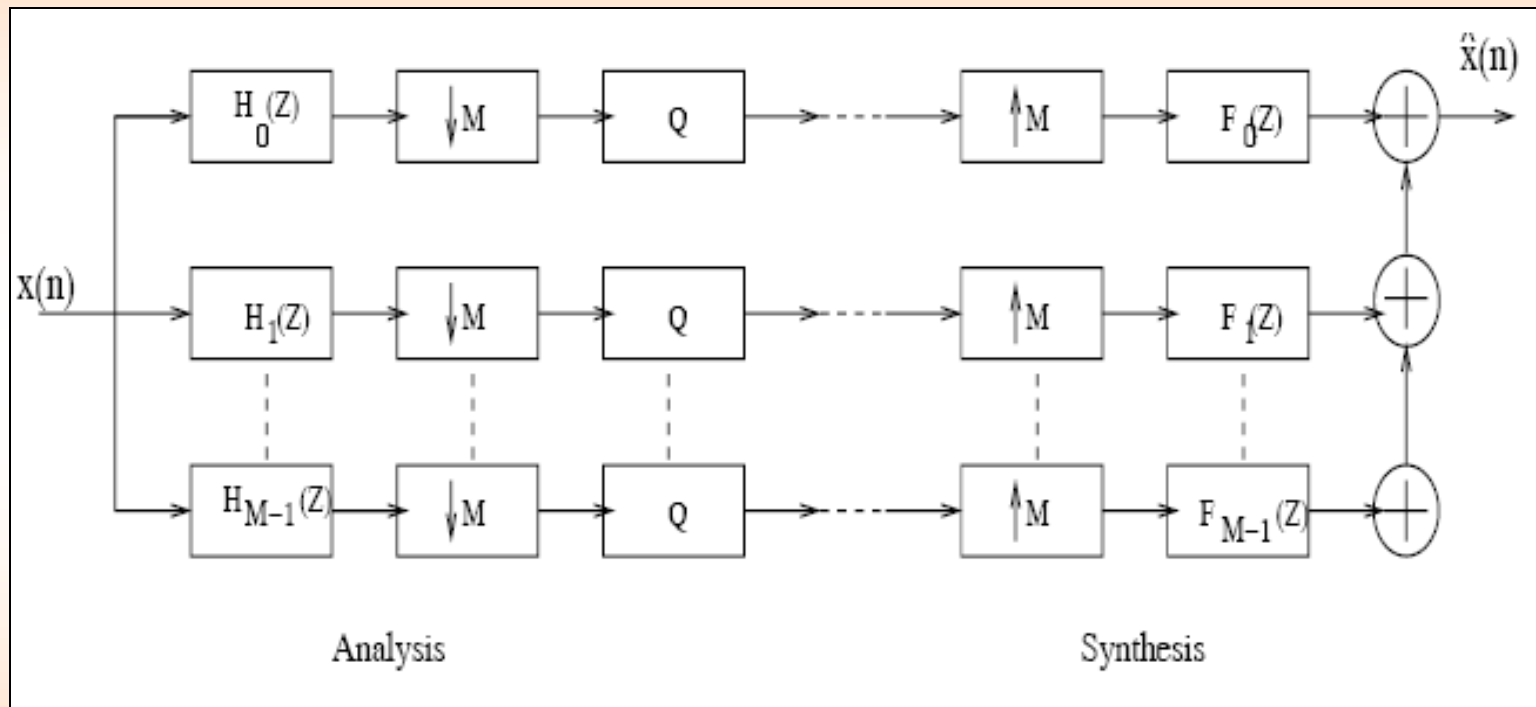 x̂(n)
H0(Z) ↓M Q ↑M F0(Z)
x(n)
H1(Z) ↓M Q ↑M F1(Z)
HM−1(Z) ↓M Q ↑M FM−1(Z)
Analysis Synthesis